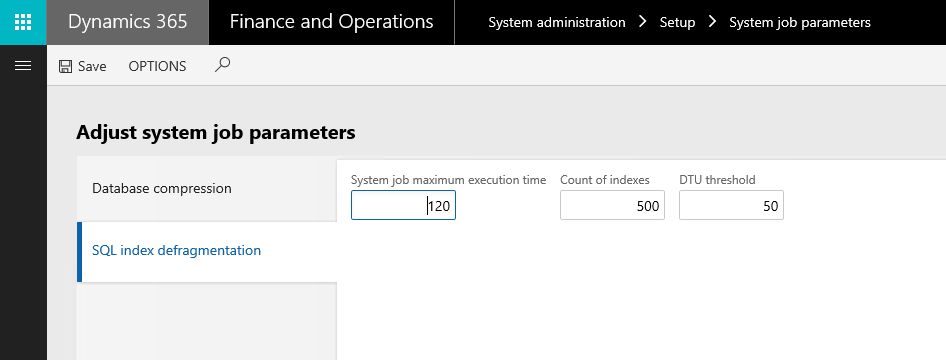 Dynamics 365 Finance and Operations System administration > Setup > System job parameters
Save OPTIONS
Adjust system job parameters
Database compression
SQL index defragmentation
System job maximum execution time Count of indexes DTU threshold
120 500 50